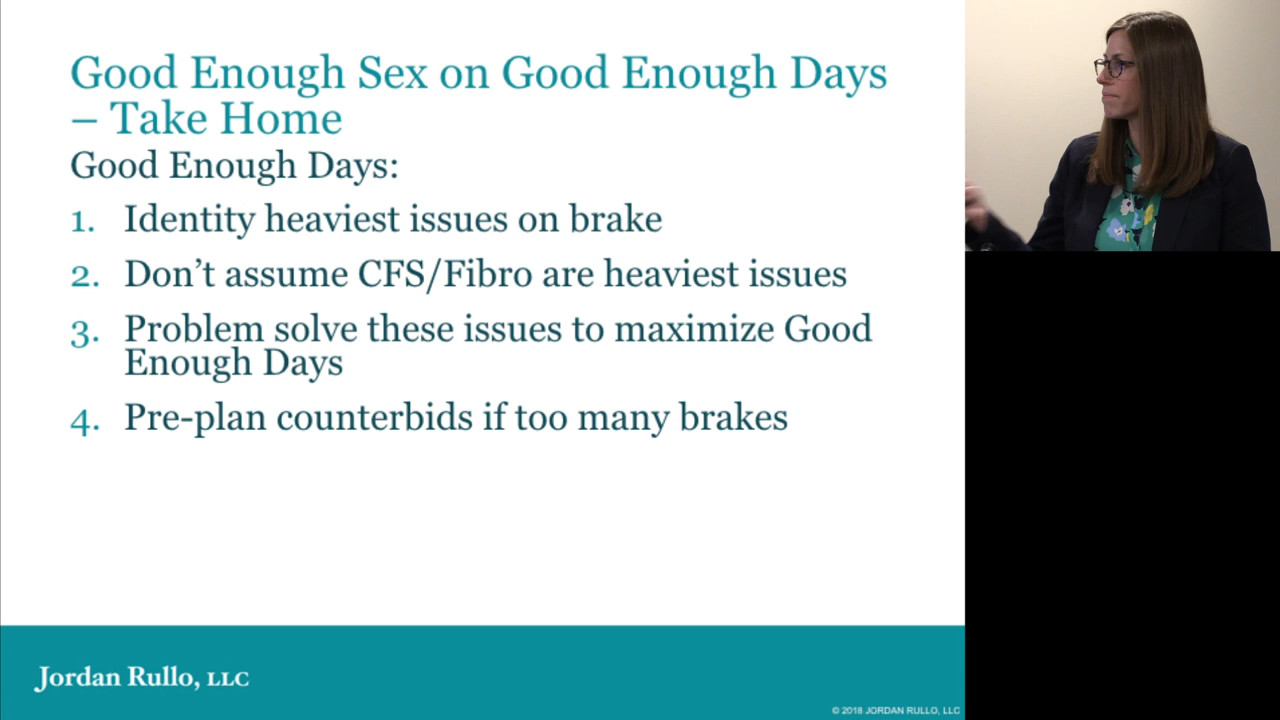 Good Enough Sex on Good Enough Days
– Take Home
Good Enough Days:
1. Identity heaviest issues on brake
2. Don’t assume CFS/Fibro are heaviest issues
3. Problem solve these issues to maximize Good
Enough Days
4. Pre-plan counterbids if too many brakes
Jordan Rullo, LLC
© 2018 JORDAN RULLO, LLC